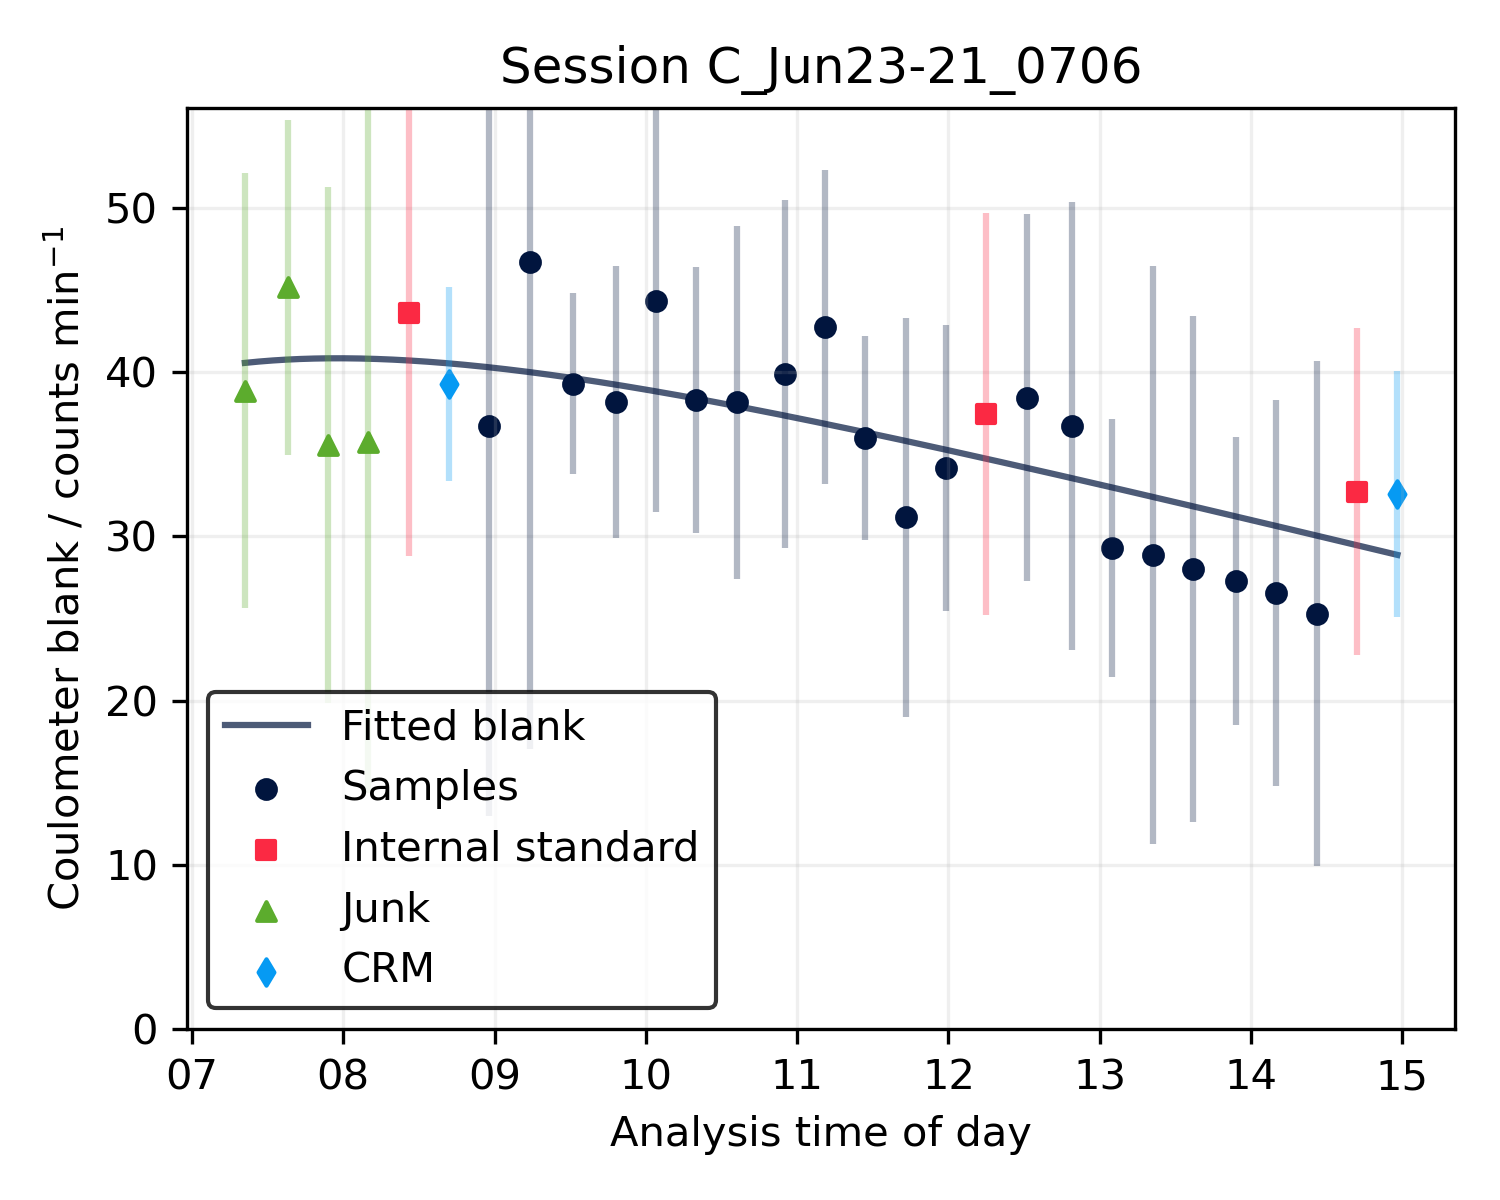 Session C_Jun23-21_0706
Coulometer blank / counts min⁻¹
50
40
30
20
10
0
Fitted blank
Samples
Internal standard
Junk
CRM
07 08 09 10 11 12 13 14 15
Analysis time of day